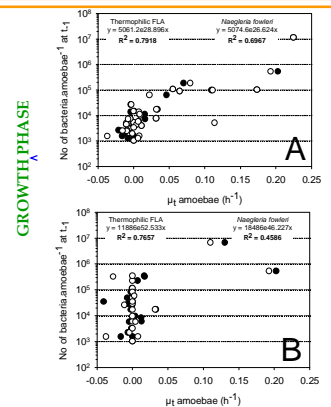 GROWTH PHASE
^
No of bacteria.amoebae-1 at t-1
10⁸
10⁷
10⁶
10⁵
10⁴
10³
10²
Thermophilic FLA
y = 5061.2e28.896x
R² = 0.7918
Naegleria fowleri
y = 5074.6e26.624x
R² = 0.6967
A
-0.05 0.00 0.05 0.10 0.15 0.20 0.25
µt amoebae (h-1)
No of bacteria.amoebae-1 at t-1
10⁸
10⁷
10⁶
10⁵
10⁴
10³
10²
Thermophilic FLA
y = 11886e52.533x
R² = 0.7657
Naegleria fowleri
y = 18486e46.227x
R² = 0.4586
B
-0.05 0.00 0.05 0.10 0.15 0.20 0.25
µt amoebae (h-1)